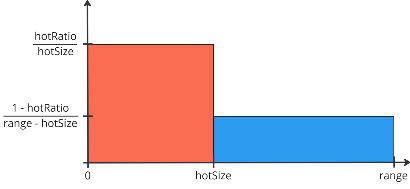 hotRatio
hotSize
1 - hotRatio
range - hotSize
0
hotSize
range